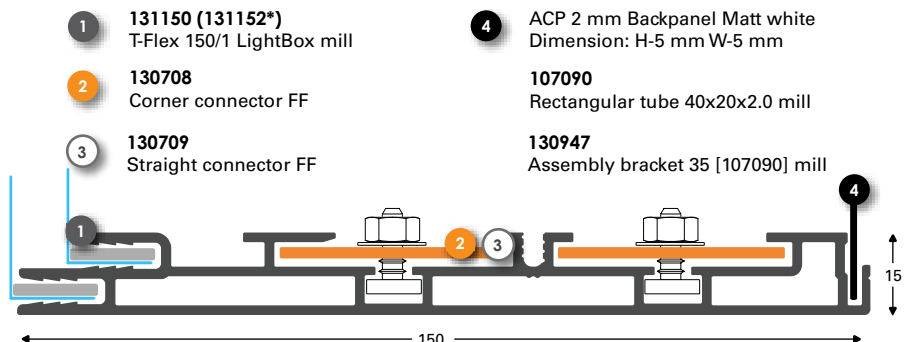 1
131150 (131152*)
T-Flex 150/1 LightBox mill
2
130708
Corner connector FF
3
130709
Straight connector FF
4
ACP 2 mm Backpanel Matt white
Dimension: H-5 mm W-5 mm
107090
Rectangular tube 40x20x2.0 mill
130947
Assembly bracket 35 [107090] mill
4
1
2
3
15
150